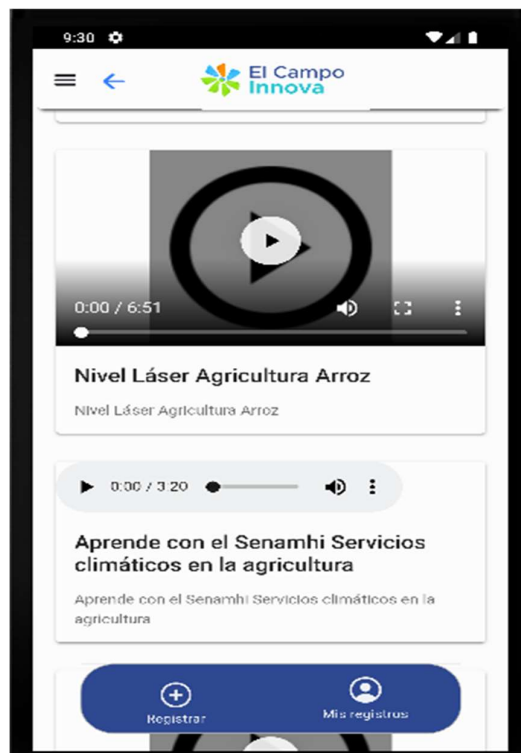 9:30
El Campo
Innova
0:00 / 6:51
Nivel Láser Agricultura Arroz
Nivel Láser Agricultura Arroz
0:00 / 3:20
Aprende con el Senamhi Servicios
climáticos en la agricultura
Aprende con el Senamhi Servicios climáticos en la
agricultura
Registrar
Mis registros